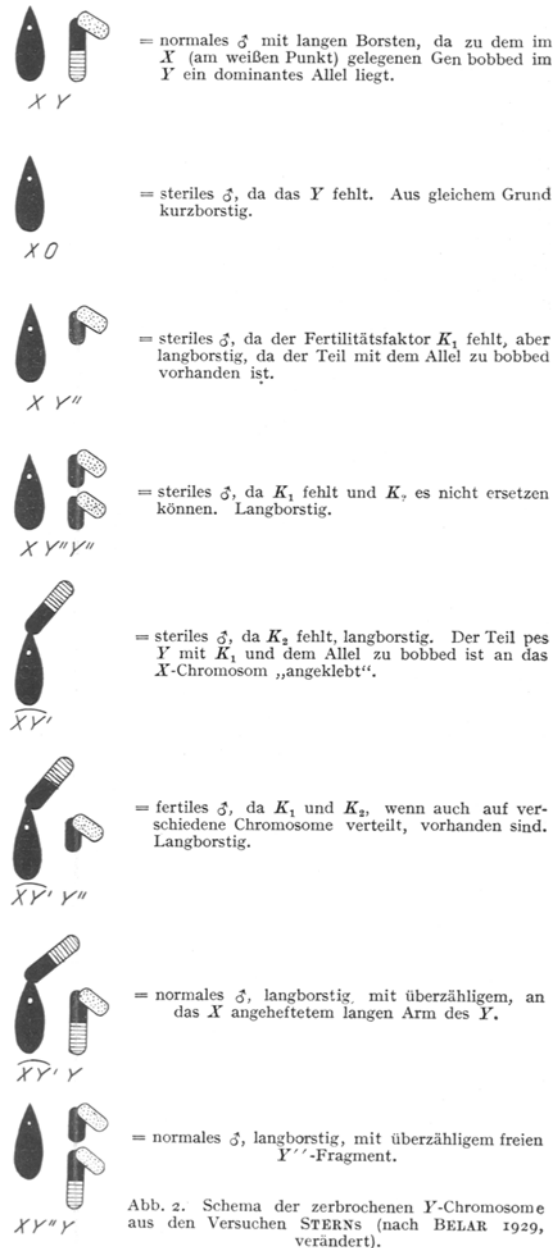 = normales ♂ mit langen Borsten, da zu dem im
X (am weißen Punkt) gelegenen Gen bobbed im
Y ein dominantes Allel liegt.
X Y
= steriles ♂, da das Y fehlt. Aus gleichem Grund
kurzborstig.
X O
= steriles ♂, da der Fertilitätsfaktor K₁ fehlt, aber
langborstig, da der Teil mit dem Allel zu bobbed
vorhanden ist.
X Y″
= steriles ♂, da K₁ fehlt und K₂ es nicht ersetzen
können. Langborstig.
X Y″Y″
= steriles ♂, da K₂ fehlt, langborstig. Der Teil pes
Y mit K₁ und dem Allel zu bobbed ist an das
X-Chromosom „angeklebt“.
XY′
= fertiles ♂, da K₁ und K₂, wenn auch auf ver-
schiedene Chromosome verteilt, vorhanden sind.
Langborstig.
XY′ Y″
= normales ♂, langborstig, mit überzähligem, an
das X angeheftetem langen Arm des Y.
XY′ Y
= normales ♂, langborstig, mit überzähligem freien
Y′′-Fragment.
XY″Y
Abb. 2. Schema der zerbrochenen Y-Chromosome
aus den Versuchen STERNs (nach BELAR 1929,
verändert).